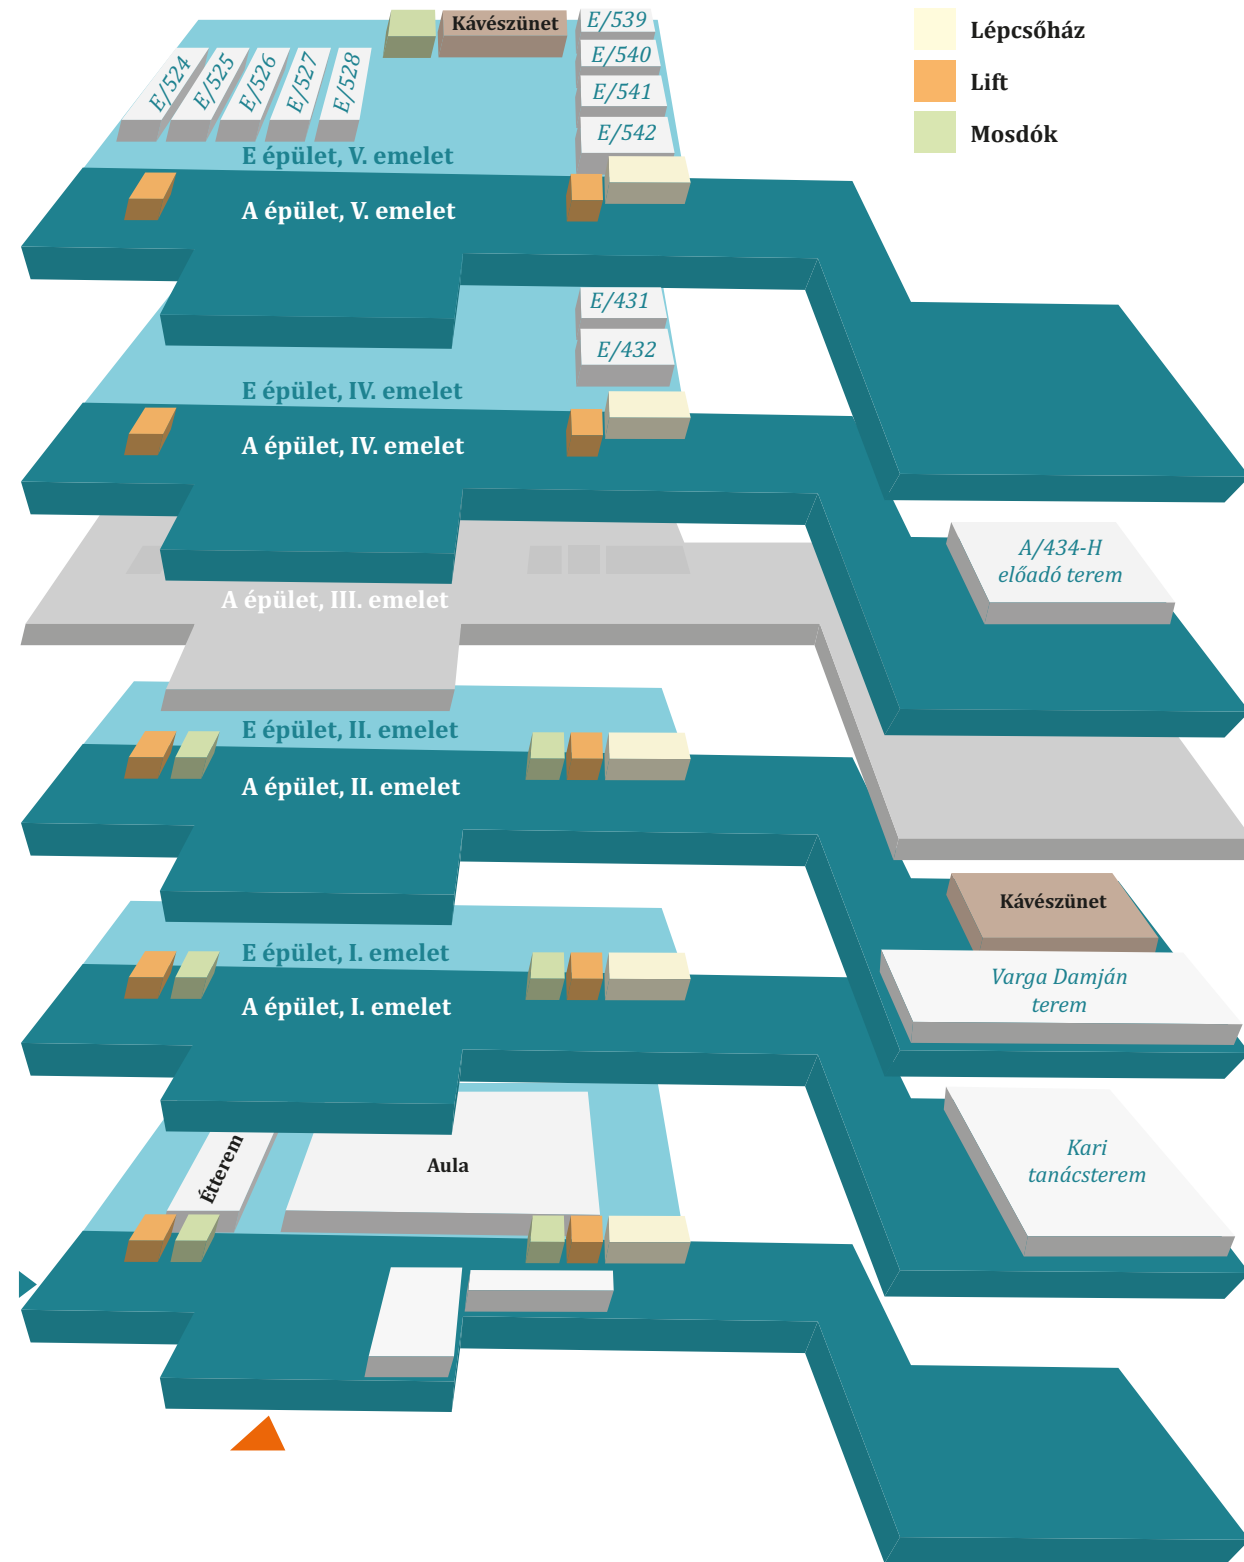 Kávészünet
E/539
E/540
E/541
E/542
E/524
E/525
E/526
E/527
E/528
Lépcsőház
Lift
Mosdók
E épület, V. emelet
A épület, V. emelet
E/431
E/432
E épület, IV. emelet
A épület, IV. emelet
A/434-H
előadó terem
A épület, III. emelet
E épület, II. emelet
A épület, II. emelet
Kávészünet
Varga Damján
terem
E épület, I. emelet
A épület, I. emelet
Kari
tanácsterem
Étterem
Aula